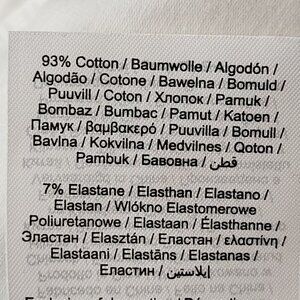 93% Cotton / Baumwolle / Algodón /
Algodão / Cotone / Bawełna / Bomuld /
Puuvill / Coton / Хлопок / Pamuk /
Bombaz / Bumbac / Pamut / Katoen /
Памук / βαμβακερό / Puuvilla / Bomull /
Bavlna / Kokvilna / Medvilnes / Qoton /
Pambuk / Бавовна / قطن
7% Elastane / Elasthan / Elastano /
Elastan / Włókno Elastomerowe
Poliuretanowe / Elastaan / Élasthanne /
Эластан / Elasztán / Еластан / ελαστίνη /
Elastaani / Elastāns / Elastanas /
Еластин / إيلاستين